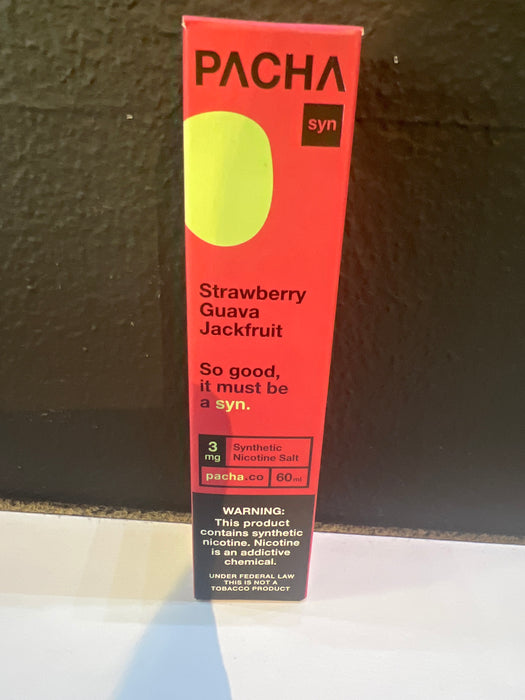 PACHA
syn
Strawberry
Guava
Jackfruit
So good,
it must be
a syn.
3
mg
Synthetic
Nicotine Salt
pacha.co
60ml
WARNING:
This product
contains synthetic
nicotine. Nicotine
is an addictive
chemical.
UNDER FEDERAL LAW
THIS IS NOT A
TOBACCO PRODUCT